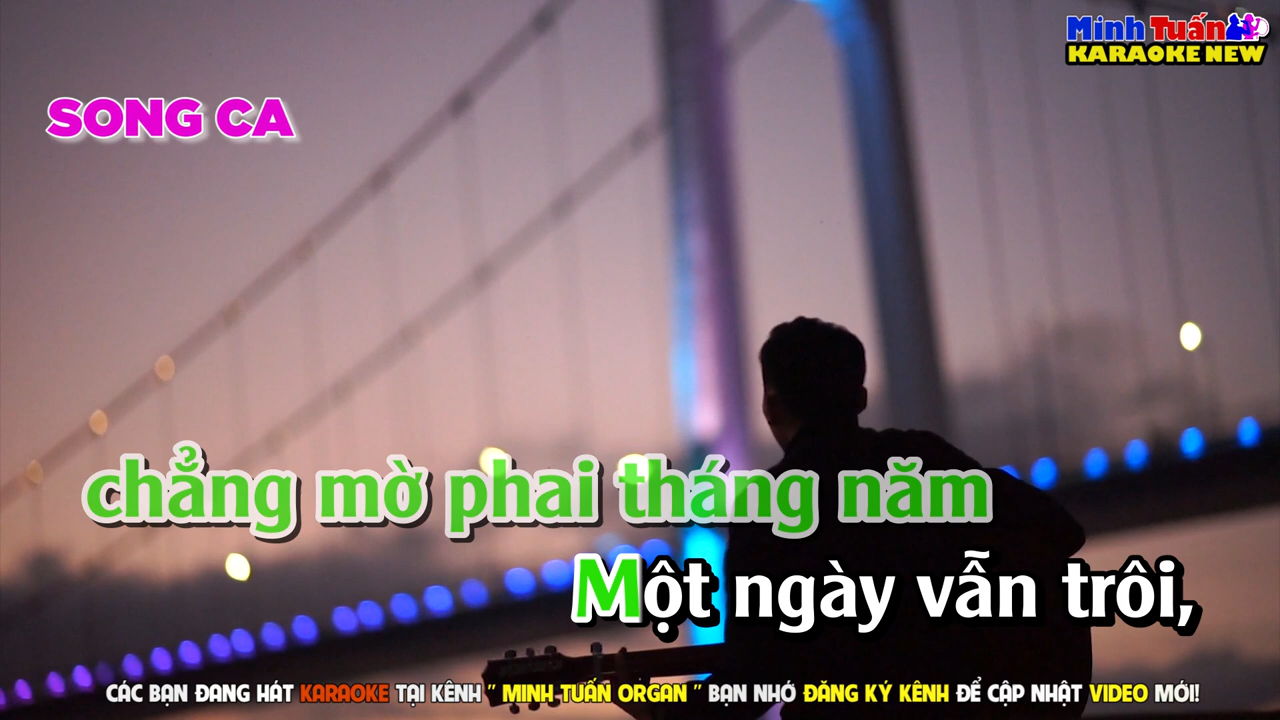 Minh Tuấn
KARAOKE NEW
SONG CA
chẳng mờ phai tháng năm
Một ngày vẫn trôi,
CÁC BẠN ĐANG HÁT KARAOKE TẠI KÊNH " MINH TUẤN ORGAN " BẠN NHỚ ĐĂNG KÝ KÊNH ĐỂ CẬP NHẬT VIDEO MỚI!